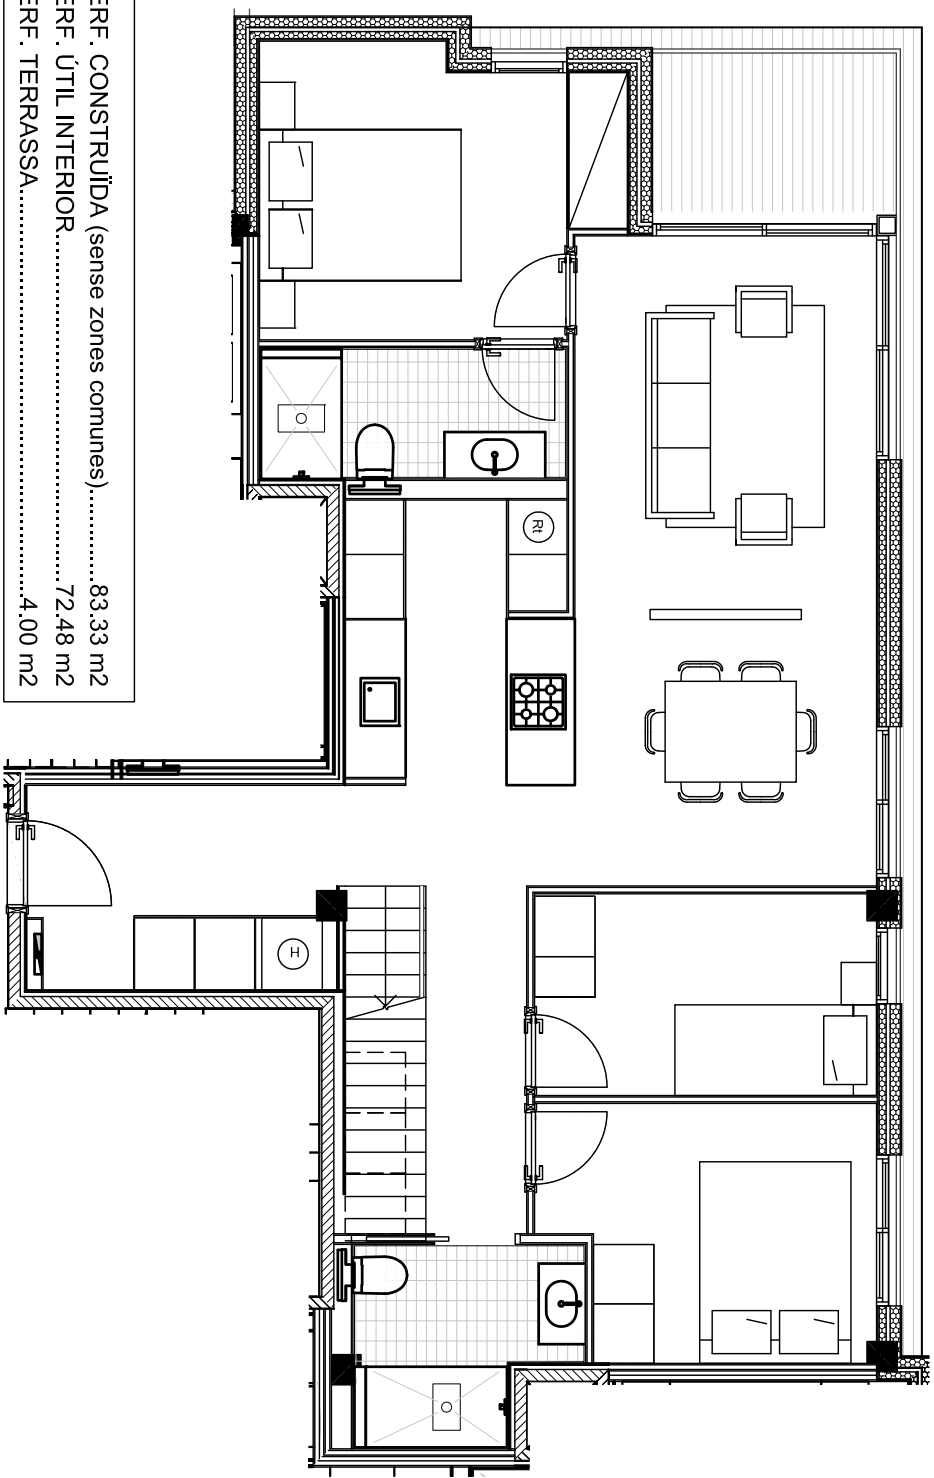 ERF. CONSTRUÏDA (sense zones comunes)......83.33 m2
ERF. ÚTIL INTERIOR......72.48 m2
ERF. TERRASSA......4.00 m2
Rt
H